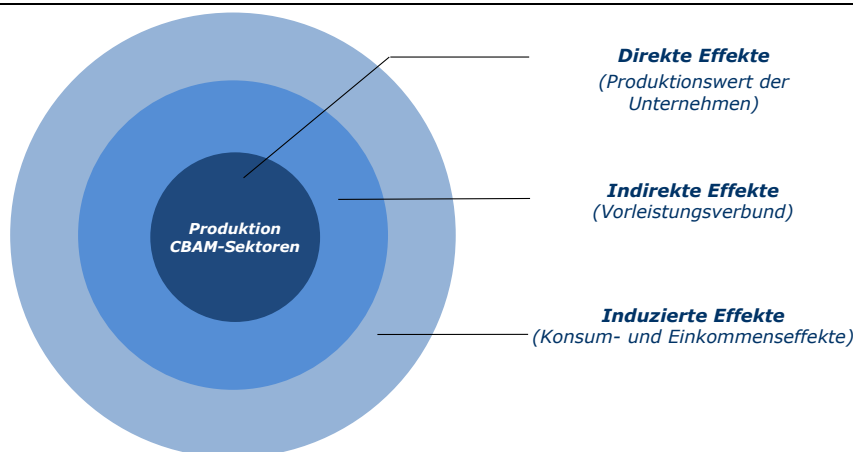 Direkte Effekte
(Produktionswert der
Unternehmen)
Produktion
CBAM-Sektoren
Indirekte Effekte
(Vorleistungsverbund)
Induzierte Effekte
(Konsum- und Einkommenseffekte)